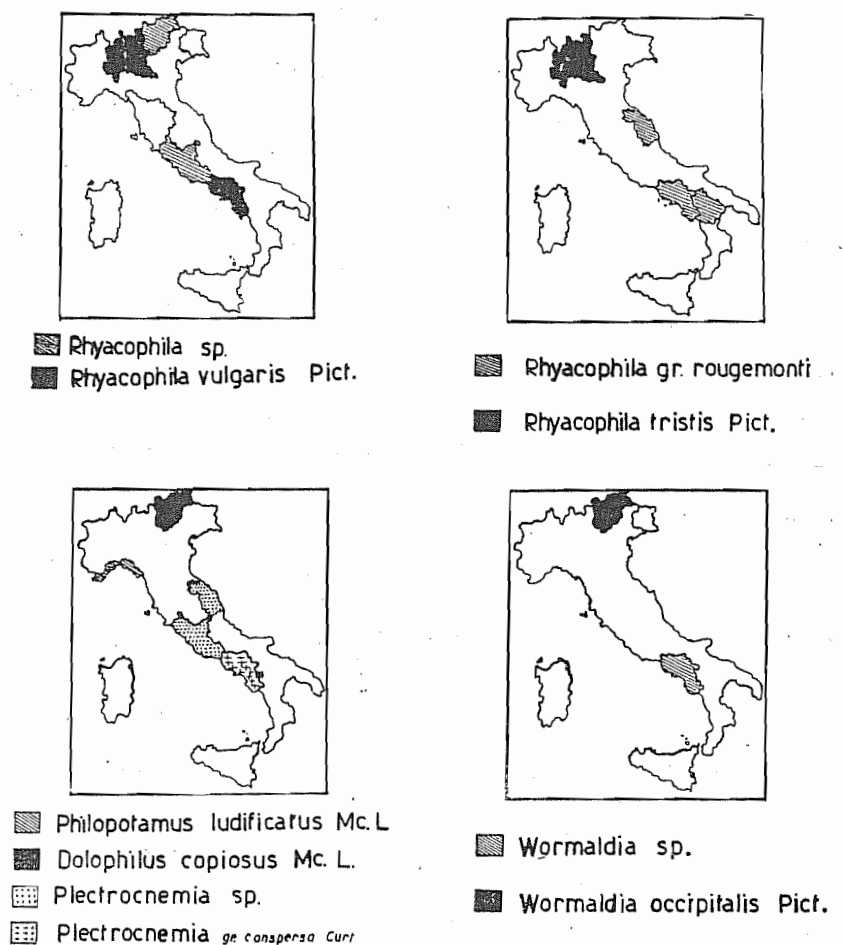 Rhyacophila sp.
Rhyacophila vulgaris Pict.
Rhyacophila gr. rougemonti
Rhyacophila tristis Pict.
Philopotamus ludificatus Mc. L
Dolophilus copiosus Mc. L.
Plectrocnemia sp.
Plectrocnemia gr. conspersa Curt
Wormaldia sp.
Wormaldia occipitalis Pict.